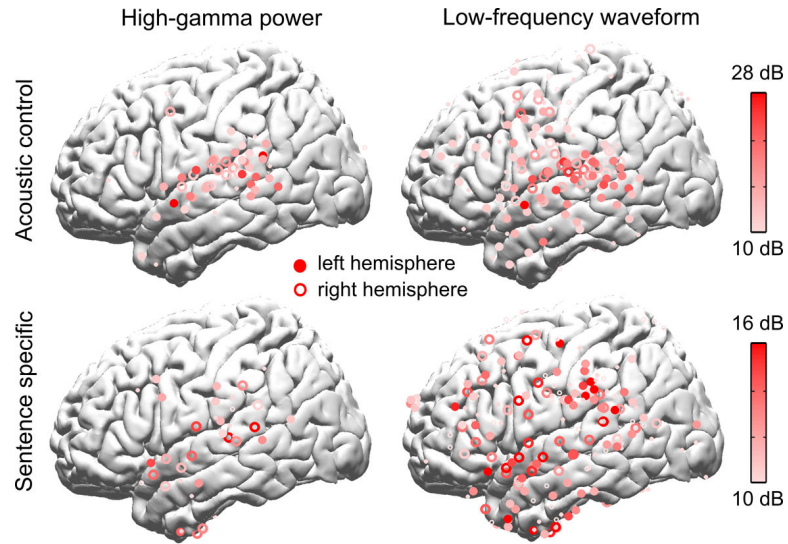 High-gamma power
Low-frequency waveform
Acoustic control
28 dB
10 dB
left hemisphere
right hemisphere
Sentence specific
16 dB
10 dB